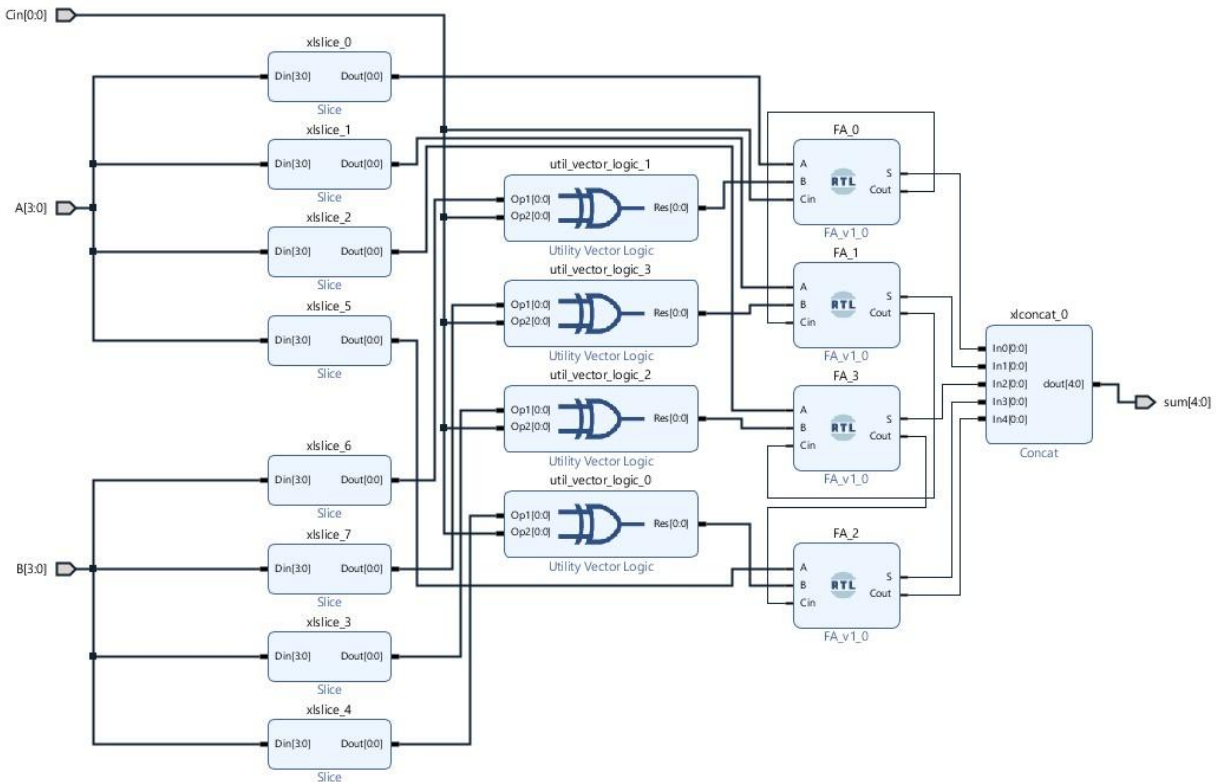 Cin[0:0]
xlslice_0
Din[3:0] Dout[0:0]
Slice
xlslice_1
Din[3:0] Dout[0:0]
Slice
A[3:0]
xlslice_2
Din[3:0] Dout[0:0]
Slice
xlslice_5
Din[3:0] Dout[0:0]
Slice
xlslice_6
Din[3:0] Dout[0:0]
Slice
B[3:0]
xlslice_7
Din[3:0] Dout[0:0]
Slice
xlslice_3
Din[3:0] Dout[0:0]
Slice
xlslice_4
Din[3:0] Dout[0:0]
Slice
util_vector_logic_1
Op1[0:0]
Op2[0:0]
Res[0:0]
Utility Vector Logic
util_vector_logic_3
Op1[0:0]
Op2[0:0]
Res[0:0]
Utility Vector Logic
util_vector_logic_2
Op1[0:0]
Op2[0:0]
Res[0:0]
Utility Vector Logic
util_vector_logic_0
Op1[0:0]
Op2[0:0]
Res[0:0]
Utility Vector Logic
FA_0
A
B
Cin
RTL
S
Cout
FA_v1_0
FA_1
A
B
Cin
RTL
S
Cout
FA_v1_0
FA_3
A
B
Cin
RTL
S
Cout
FA_v1_0
FA_2
A
B
Cin
RTL
S
Cout
FA_v1_0
xlconcat_0
In0[0:0]
In1[0:0]
In2[0:0]
In3[0:0]
In4[0:0]
dout[4:0]
Concat
sum[4:0]